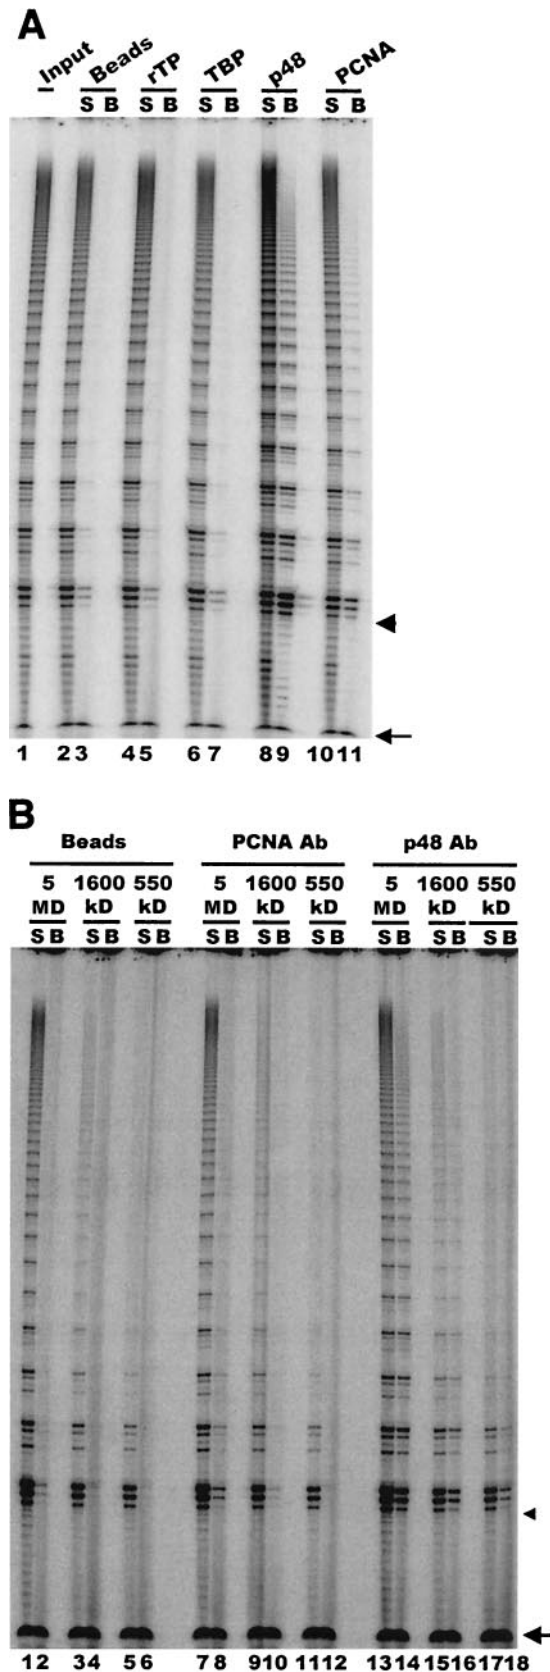 A
Input Beads rTP TBP p48 PCNA
S B S B S B S B S B
1 2 3 4 5 6 7 8 9 10 11
B
Beads PCNA Ab p48 Ab
5 1600 550 5 1600 550 5 1600 550
MD kD kD MD kD kD MD kD kD
S B S B S B S B S B S B S B S B S B
1 2 3 4 5 6 7 8 9 10 11 12 13 14 15 16 17 18